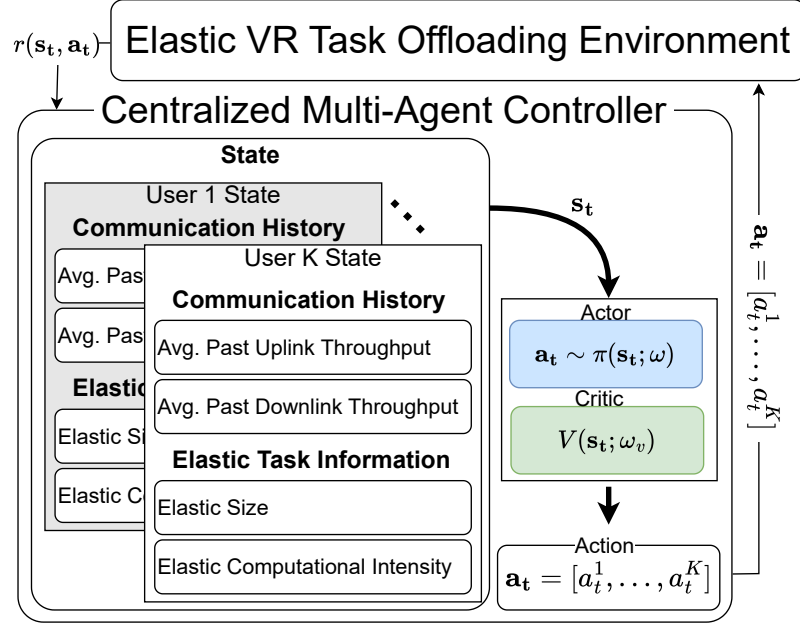 r(s_t, a_t)
Elastic VR Task Offloading Environment
Centralized Multi-Agent Controller
State
User 1 State
Communication History
Avg. Pas
Avg. Pas
Elastic
Elastic Si
Elastic Co
User K State
Communication History
Avg. Past Uplink Throughput
Avg. Past Downlink Throughput
Elastic Task Information
Elastic Size
Elastic Computational Intensity
s_t
Actor
a_t ∼ π(s_t; ω)
Critic
V(s_t; ω_v)
Action
a_t = [a_t^1, . . . , a_t^K]
a_t = [a_t^1, . . . , a_t^K]